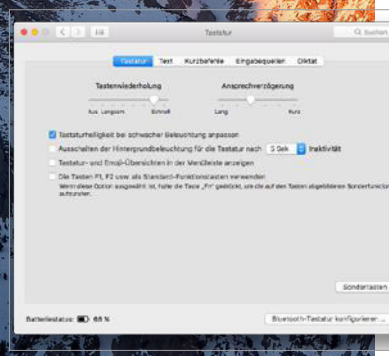 Tastatur
Suchen
Tastatur Text Kurzbefehle Eingabequellen Diktat
Tastenwiederholung Ansprechverzögerung
Aus Langsam Schnell Lang Kurz
Tastaturhelligkeit bei schwacher Beleuchtung anpassen
Ausschalten der Hintergrundbeleuchtung für die Tastatur nach 5 Sek Inaktivität
Tastatur- und Emoji-Übersichten in der Menüleiste anzeigen
Die Tasten F1, F2 usw. als Standard-Funktionstasten verwenden
Wenn diese Option ausgewählt ist, halte die Taste „Fn“ gedrückt, um die auf den Tasten abgebildeten Sonderfunktion
aufzurufen.
Sondertasten
Batteriestatus: 68 %
Bluetooth-Tastatur konfigurieren ...